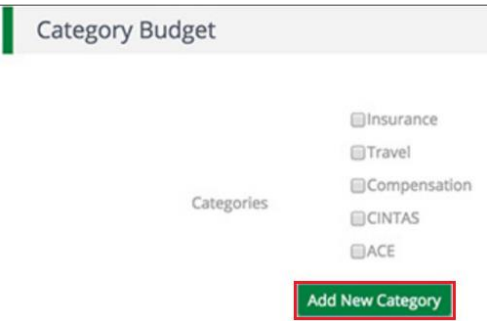 Category Budget
Insurance
Travel
Compensation
Categories
CINTAS
ACE
Add New Category